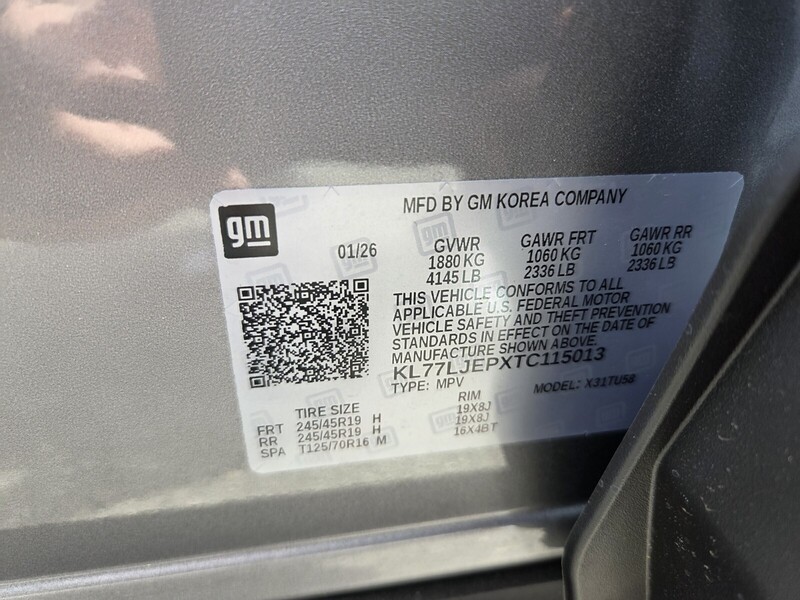 MFD BY GM KOREA COMPANY
gm
01/26
GVWR
1880 KG
4145 LB
GAWR FRT
1060 KG
2336 LB
GAWR RR
1060 KG
2336 LB
THIS VEHICLE CONFORMS TO ALL
APPLICABLE U.S. FEDERAL MOTOR
VEHICLE SAFETY AND THEFT PREVENTION
STANDARDS IN EFFECT ON THE DATE OF
MANUFACTURE SHOWN ABOVE.
KL77LJEPXTC115013
TYPE: MPV
MODEL: X31TU58
TIRE SIZE
RIM
FRT 245/45R19 H 19X8J
RR 245/45R19 H 19X8J
SPA T125/70R16 M 16X4BT